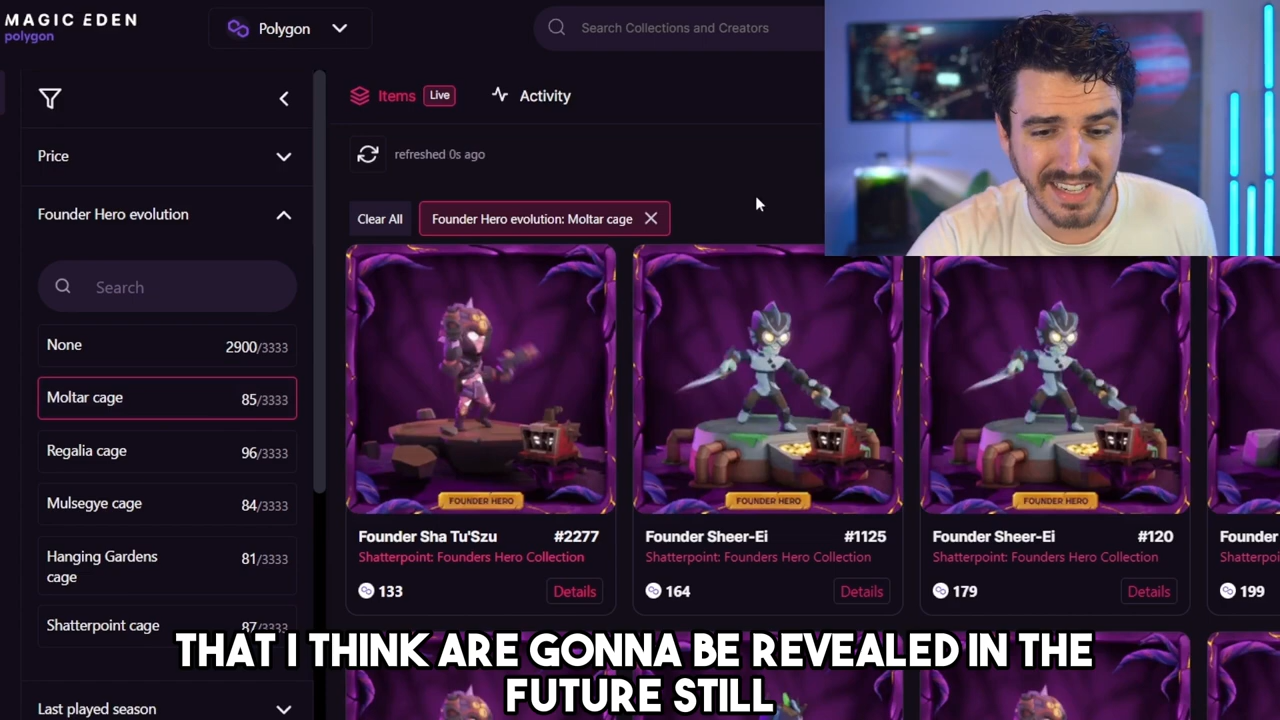 MAGIC EDEN
polygon
Polygon
Search Collections and Creators
Items
Live
Activity
Price
refreshed 0s ago
Founder Hero evolution
Clear All
Founder Hero evolution: Moltar cage
Search
None
2900/3333
Moltar cage
85/3333
Regalia cage
96/3333
Mulsegye cage
84/3333
Hanging Gardens
cage
81/3333
Shatterpoint cage
87/3333
Last played season
FOUNDER HERO
Founder Sha Tu'Szu
#2277
Shatterpoint: Founders Hero Collection
133
Details
FOUNDER HERO
Founder Sheer-Ei
#1125
Shatterpoint: Founders Hero Collection
164
Details
FOUNDER HERO
Founder Sheer-Ei
#120
Shatterpoint: Founders Hero Collection
179
Details
Founder
Shatterpoi
199
THAT I THINK ARE GONNA BE REVEALED IN THE
FUTURE STILL